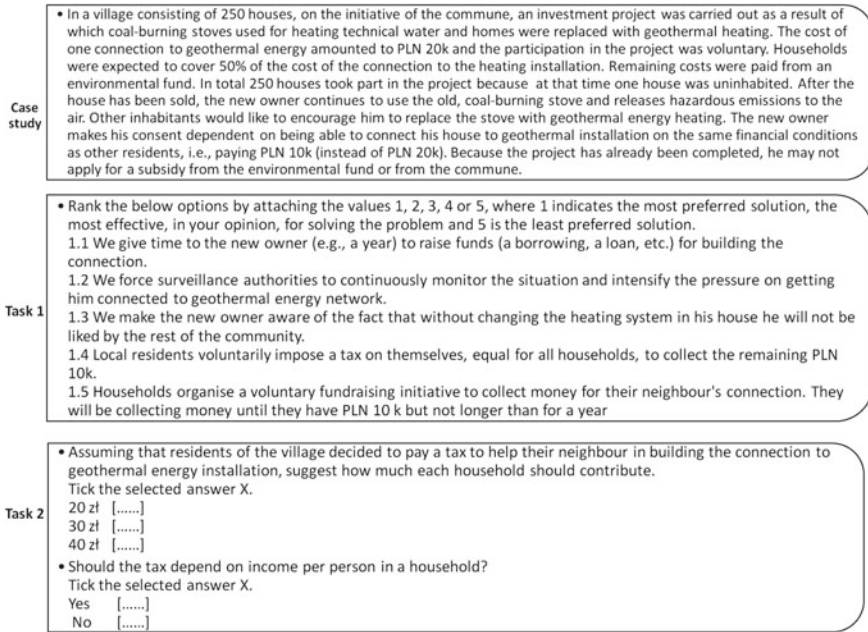 • In a village consisting of 250 houses, on the initiative of the commune, an investment project was carried out as a result of
which coal-burning stoves used for heating technical water and homes were replaced with geothermal heating. The cost of
one connection to geothermal energy amounted to PLN 20k and the participation in the project was voluntary. Households
were expected to cover 50% of the cost of the connection to the heating installation. Remaining costs were paid from an
environmental fund. In total 250 houses took part in the project because at that time one house was uninhabited. After the
house has been sold, the new owner continues to use the old, coal-burning stove and releases hazardous emissions to the
air. Other inhabitants would like to encourage him to replace the stove with geothermal energy heating. The new owner
makes his consent dependent on being able to connect his house to geothermal installation on the same financial conditions
as other residents, i.e., paying PLN 10k (instead of PLN 20k). Because the project has already been completed, he may not
apply for a subsidy from the environmental fund or from the commune.
Case
study
• Rank the below options by attaching the values 1, 2, 3, 4 or 5, where 1 indicates the most preferred solution, the
most effective, in your opinion, for solving the problem and 5 is the least preferred solution.
1.1 We give time to the new owner (e.g., a year) to raise funds (a borrowing, a loan, etc.) for building the
connection.
1.2 We force surveillance authorities to continuously monitor the situation and intensify the pressure on getting
him connected to geothermal energy network.
1.3 We make the new owner aware of the fact that without changing the heating system in his house he will not be
liked by the rest of the community.
1.4 Local residents voluntarily impose a tax on themselves, equal for all households, to collect the remaining PLN
10k.
1.5 Households organise a voluntary fundraising initiative to collect money for their neighbour's connection. They
will be collecting money until they have PLN 10 k but not longer than for a year
Task 1
• Assuming that residents of the village decided to pay a tax to help their neighbour in building the connection to
geothermal energy installation, suggest how much each household should contribute.
Tick the selected answer X.
20 zł [......]
30 zł [......]
40 zł [......]
• Should the tax depend on income per person in a household?
Tick the selected answer X.
Yes [......]
No [......]
Task 2